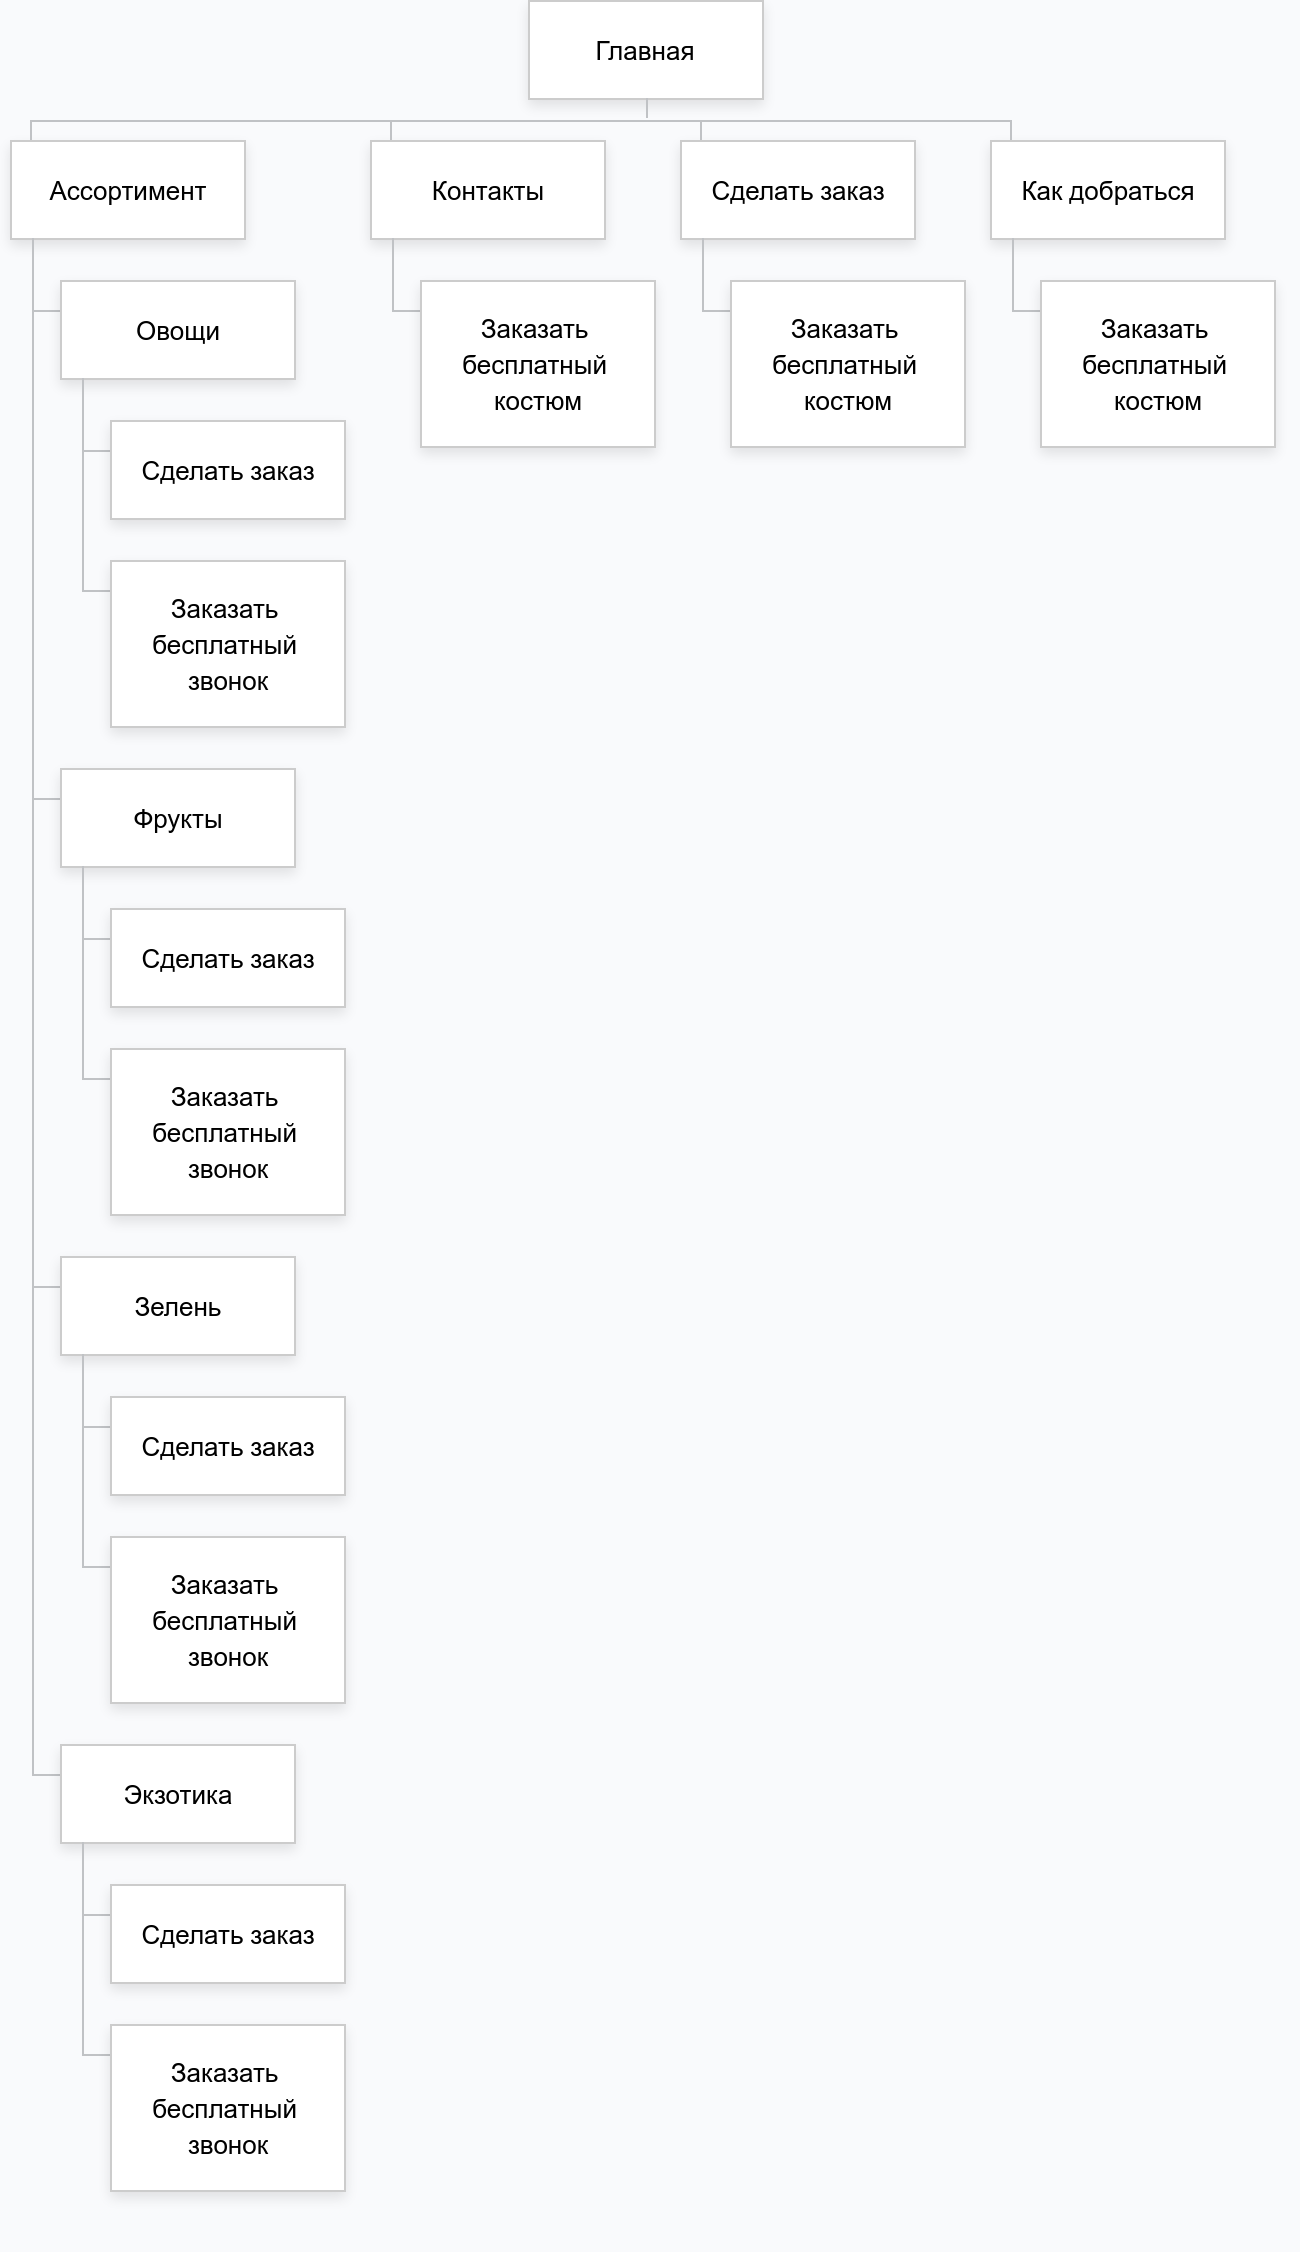 Главная
Ассортимент
Контакты
Сделать заказ
Как добраться
Овощи
Заказать
бесплатный
костюм
Заказать
бесплатный
костюм
Заказать
бесплатный
костюм
Сделать заказ
Заказать
бесплатный
звонок
Фрукты
Сделать заказ
Заказать
бесплатный
звонок
Зелень
Сделать заказ
Заказать
бесплатный
звонок
Экзотика
Сделать заказ
Заказать
бесплатный
звонок